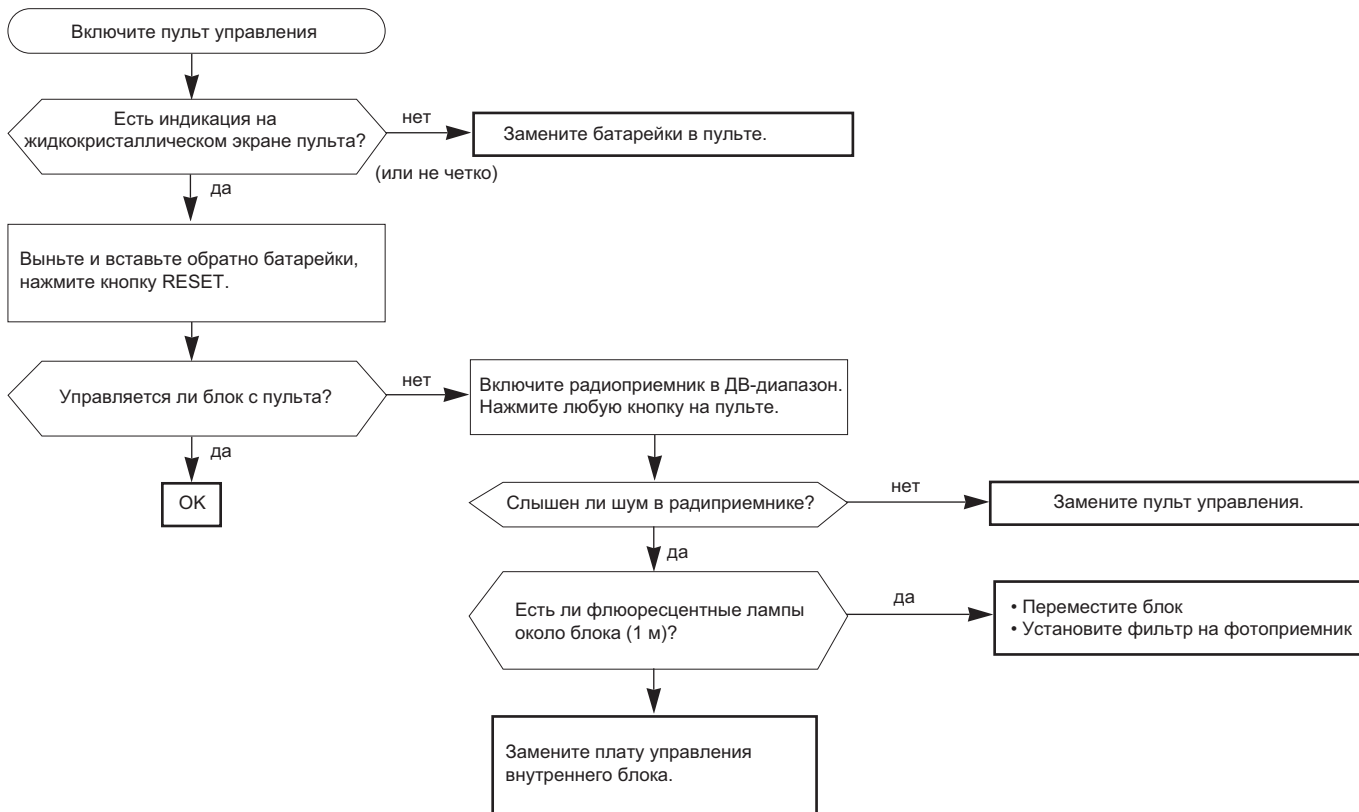 Включите пульт управления
Есть индикация на
жидкокристаллическом экране пульта?
нет
Замените батарейки в пульте.
(или не четко)
да
Выньте и вставьте обратно батарейки,
нажмите кнопку RESET.
Управляется ли блок с пульта?
нет
Включите радиоприемник в ДВ-диапазон.
Нажмите любую кнопку на пульте.
да
OK
Слышен ли шум в радиприемнике?
нет
Замените пульт управления.
да
Есть ли флюоресцентные лампы
около блока (1 м)?
да
• Переместите блок
• Установите фильтр на фотоприемник
Замените плату управления
внутреннего блока.